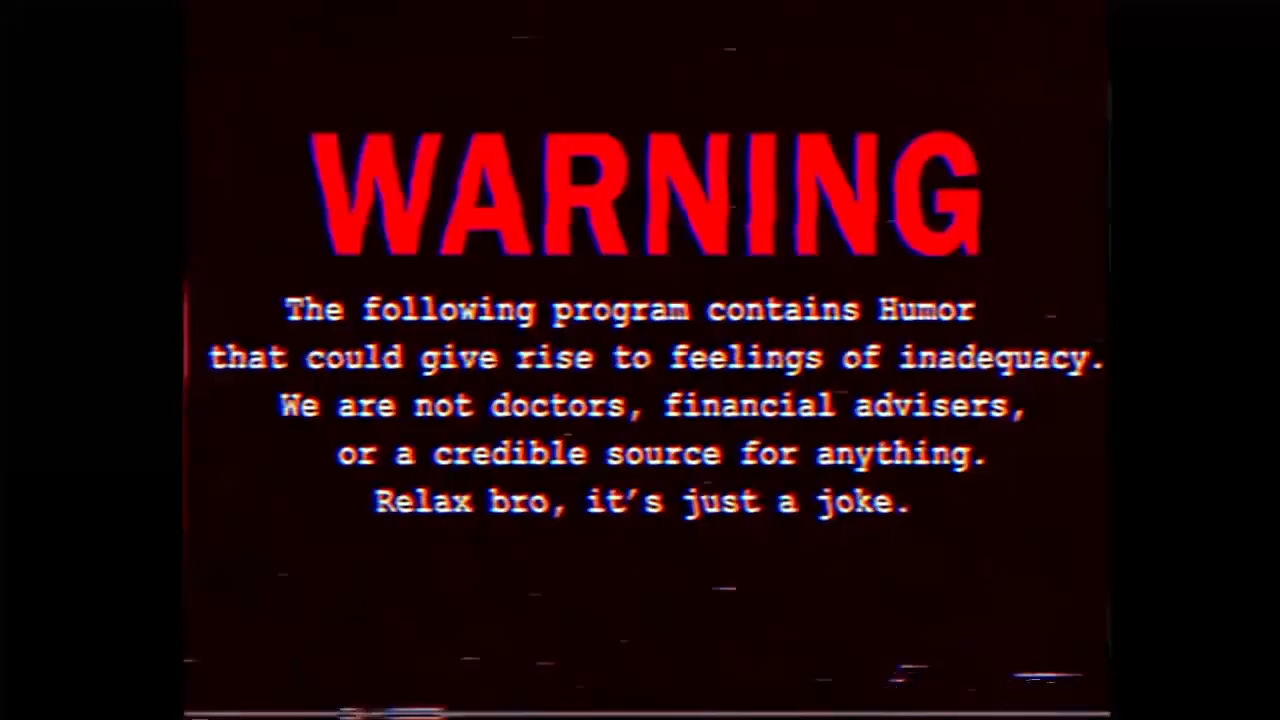 WARNING
The following program contains Humor
that could give rise to feelings of inadequacy.
We are not doctors, financial advisers,
or a credible source for anything.
Relax bro, it’s just a joke.